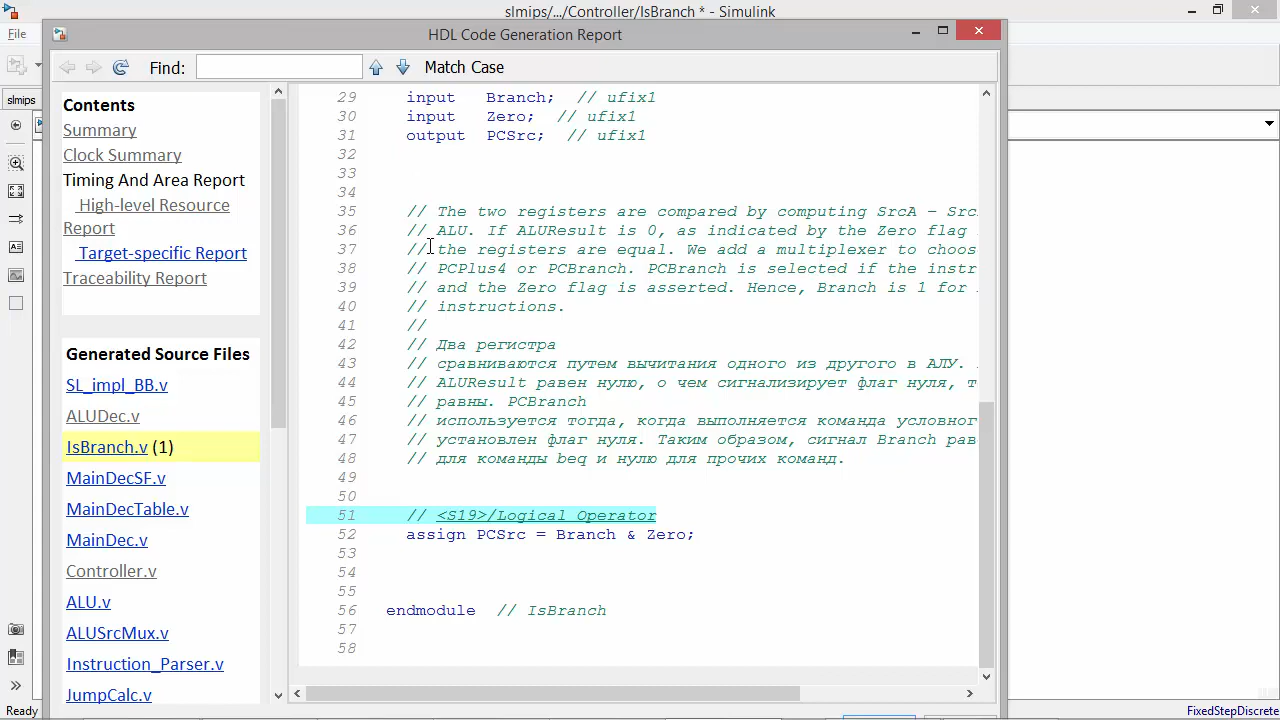 slmips/.../Controller/IsBranch * - Simulink
File
HDL Code Generation Report
Find:
Match Case
slmips
Contents
Summary
Clock Summary
Timing And Area Report
High-level Resource
Report
Target-specific Report
Traceability Report
Generated Source Files
SL_impl_BB.v
ALUDec.v
IsBranch.v (1)
MainDecSF.v
MainDecTable.v
MainDec.v
Controller.v
ALU.v
ALUSrcMux.v
Instruction_Parser.v
JumpCalc.v
29 input Branch; // ufix1
30 input Zero; // ufix1
31 output PCSrc; // ufix1
32
33
34
35 // The two registers are compared by computing SrcA - Src
36 // ALU. If ALUResult is 0, as indicated by the Zero flag
37 // the registers are equal. We add a multiplexer to choos
38 // PCPlus4 or PCBranch. PCBranch is selected if the instr
39 // and the Zero flag is asserted. Hence, Branch is 1 for
40 // instructions.
41 //
42 // Два регистра
43 // сравниваются путем вычитания одного из другого в АЛУ.
44 // ALUResult равен нулю, о чем сигнализирует флаг нуля, т
45 // равны. PCBranch
46 // используется тогда, когда выполняется команда условног
47 // установлен флаг нуля. Таким образом, сигнал Branch рав
48 // для команды beq и нулю для прочих команд.
49
50
51 // <S19>/Logical Operator
52 assign PCSrc = Branch & Zero;
53
54
55
56 endmodule // IsBranch
57
58
Ready
FixedStepDiscrete